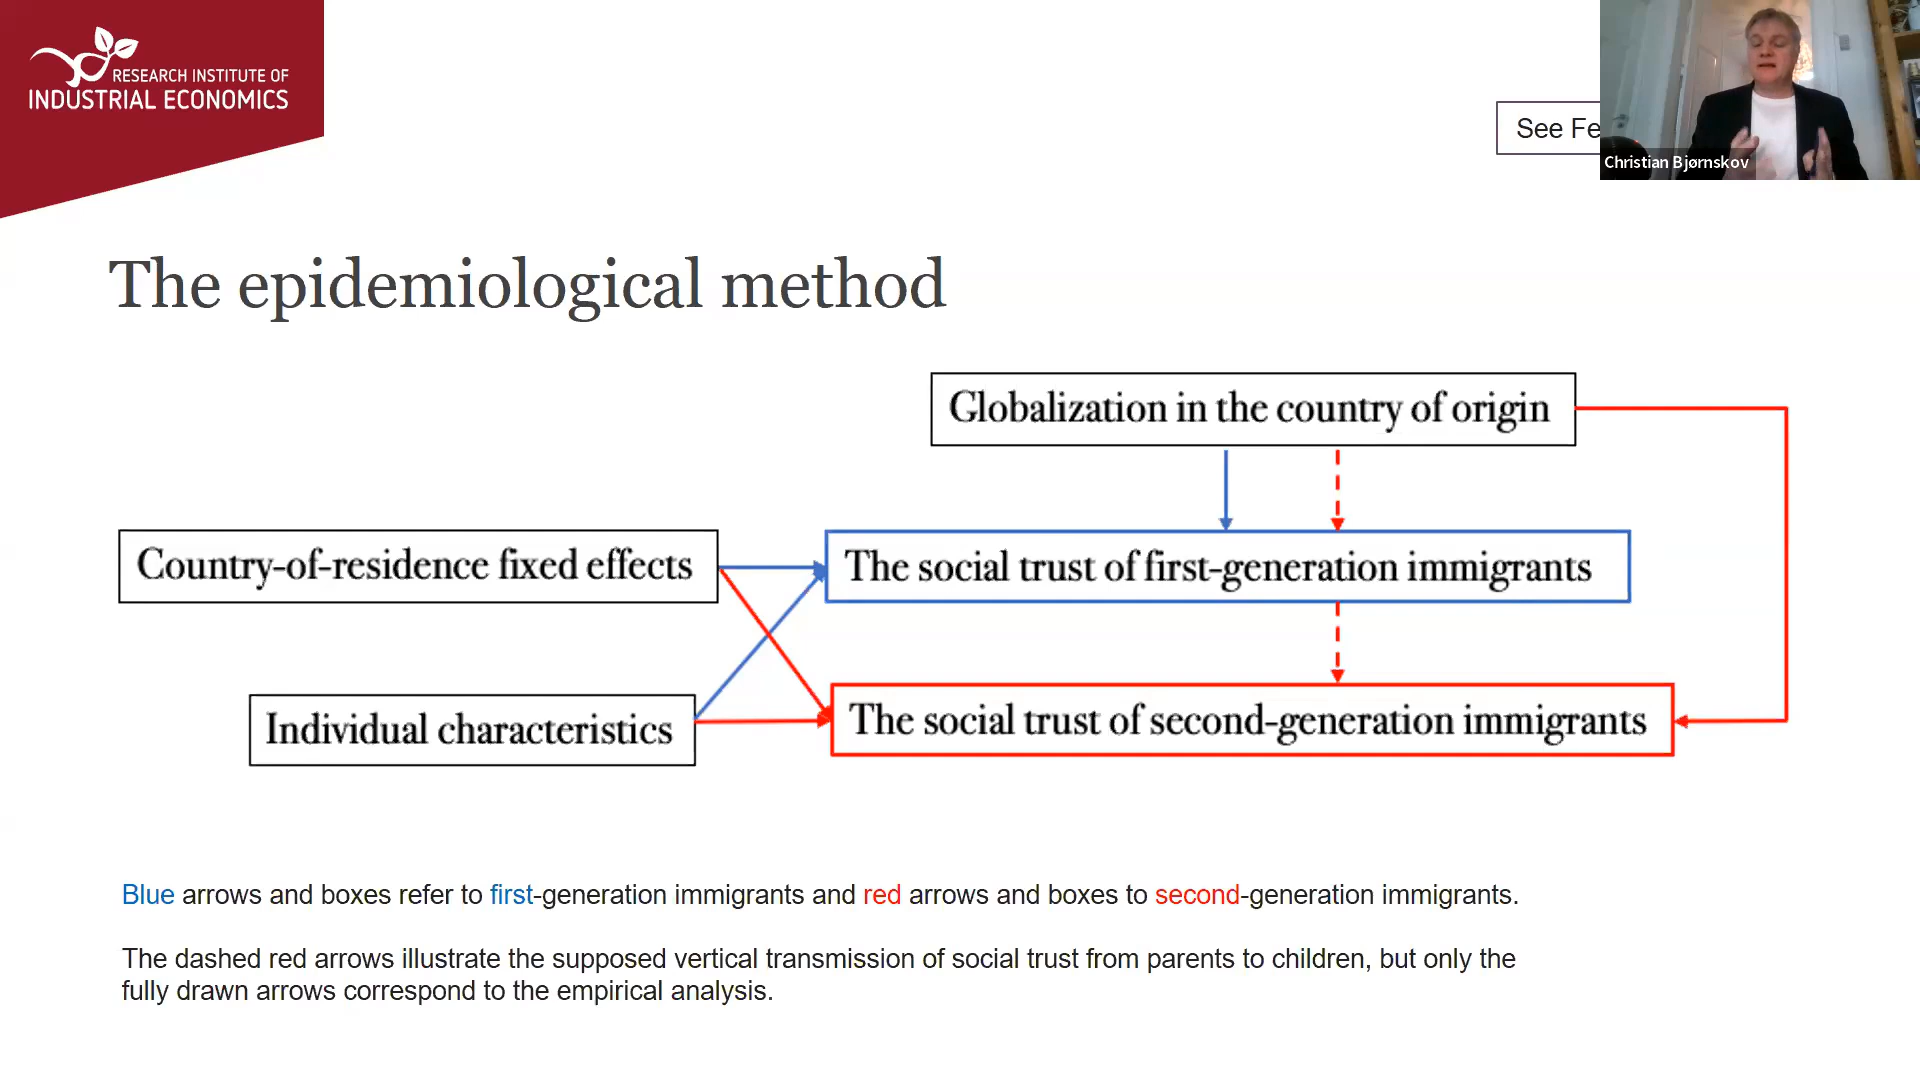 RESEARCH INSTITUTE OF
INDUSTRIAL ECONOMICS
See
Christian Bjørnskov
The epidemiological method
Globalization in the country of origin
Country-of-residence fixed effects
The social trust of first-generation immigrants
Individual characteristics
The social trust of second-generation immigrants
Blue arrows and boxes refer to first-generation immigrants and red arrows and boxes to second-generation immigrants.
The dashed red arrows illustrate the supposed vertical transmission of social trust from parents to children, but only the
fully drawn arrows correspond to the empirical analysis.